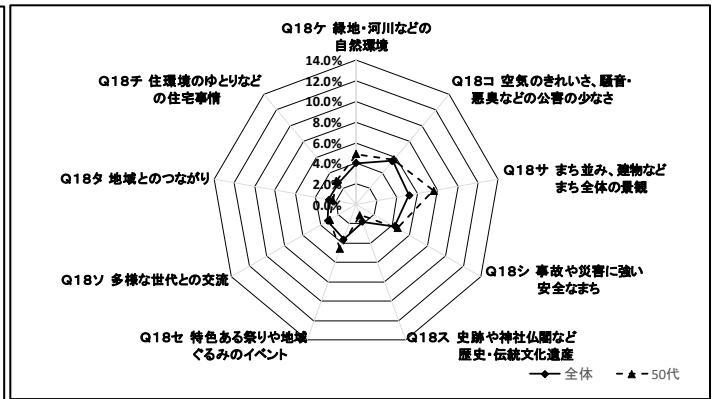 Q18ケ 緑地・河川などの
自然環境
14.0%
12.0%
10.0%
8.0%
6.0%
4.0%
2.0%
0.0%
Q18コ 空気のきれいさ、騒音・
悪臭などの公害の少なさ
Q18サ まち並み、建物など
まち全体の景観
Q18シ 事故や災害に強い
安全なまち
Q18ス 史跡や神社仏閣など
歴史・伝統文化遺産
Q18セ 特色ある祭りや地域
ぐるみのイベント
Q18ソ 多様な世代との交流
Q18タ 地域とのつながり
Q18チ 住環境のゆとりなど
の住宅事情
全体
50代